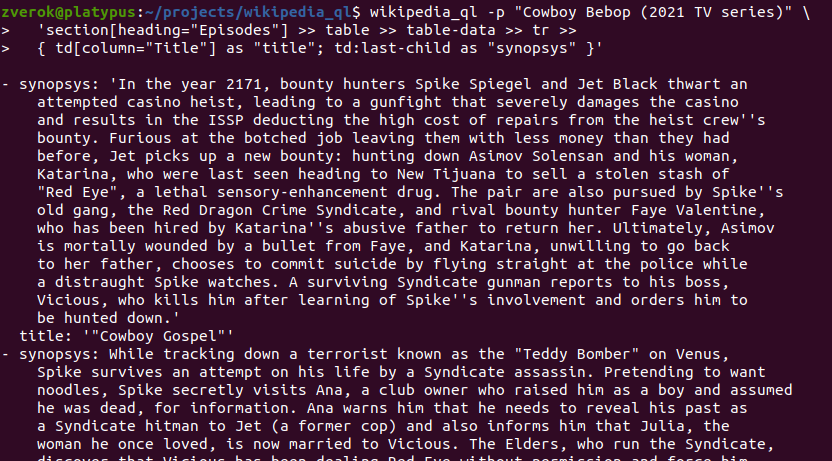 zverok@platypus:~/projects/wikipedia_ql$ wikipedia_ql -p "Cowboy Bebop (2021 TV series)" \
>   'section[heading="Episodes"] >> table >> table-data >> tr >>
>   { td[column="Title"] as "title"; td:last-child as "synopsys" }'
- synopsys: 'In the year 2171, bounty hunters Spike Spiegel and Jet Black thwart an
attempted casino heist, leading to a gunfight that severely damages the casino
and results in the ISSP deducting the high cost of repairs from the heist crew''s
bounty. Furious at the botched job leaving them with less money than they had
before, Jet picks up a new bounty: hunting down Asimov Solensan and his woman,
Katarina, who were last seen heading to New Tijuana to sell a stolen stash of
"Red Eye", a lethal sensory-enhancement drug. The pair are also pursued by Spike''s
old gang, the Red Dragon Crime Syndicate, and rival bounty hunter Faye Valentine,
who has been hired by Katarina''s abusive father to return her. Ultimately, Asimov
is mortally wounded by a bullet from Faye, and Katarina, unwilling to go back
to her father, chooses to commit suicide by flying straight at the police while
a distraught Spike watches. A surviving Syndicate gunman reports to his boss,
Vicious, who kills him after learning of Spike''s involvement and orders him to
be hunted down.'
title: '"Cowboy Gospel"'
- synopsys: While tracking down a terrorist known as the "Teddy Bomber" on Venus,
Spike survives an attempt on his life by a Syndicate assassin. Pretending to want
noodles, Spike secretly visits Ana, a club owner who raised him as a boy and assumed
he was dead, for information. Ana warns him that he needs to reveal his past as
a Syndicate hitman to Jet (a former cop) and also informs him that Julia, the
woman he once loved, is now married to Vicious. The Elders, who run the Syndicate,
discover that Vicious has been dealing Red Eye without permission and force him